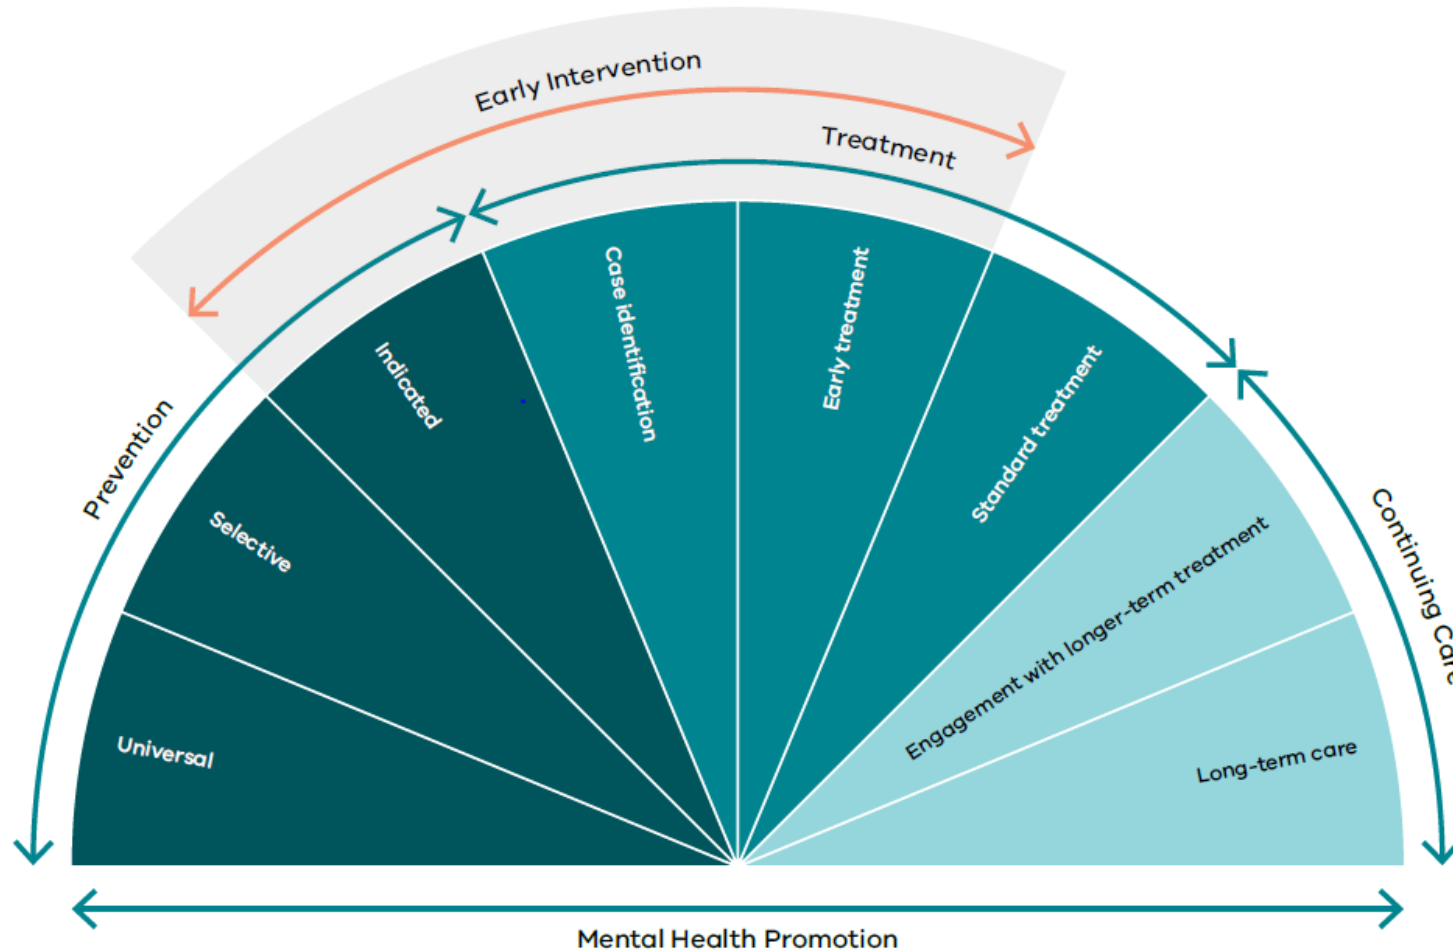 Early Intervention
Treatment
Prevention
Continuing Care
Universal
Selective
Indicated
Case identification
Early treatment
Standard treatment
Engagement with longer-term treatment
Long-term care
Mental Health Promotion